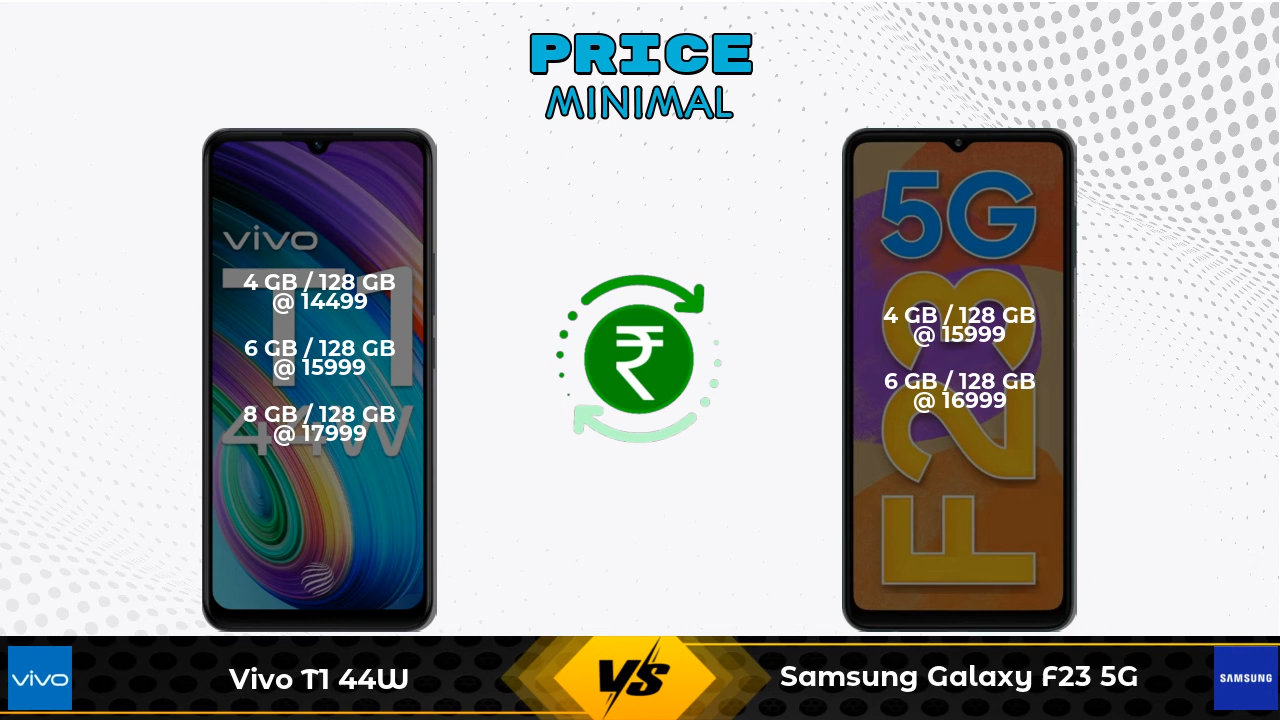 PRICE
MINIMAL
vivo
T1
44W
4 GB / 128 GB
@ 14499
6 GB / 128 GB
@ 15999
8 GB / 128 GB
@ 17999
₹
5G
F23
4 GB / 128 GB
@ 15999
6 GB / 128 GB
@ 16999
vivo
Vivo T1 44W
VS
Samsung Galaxy F23 5G
SAMSUNG